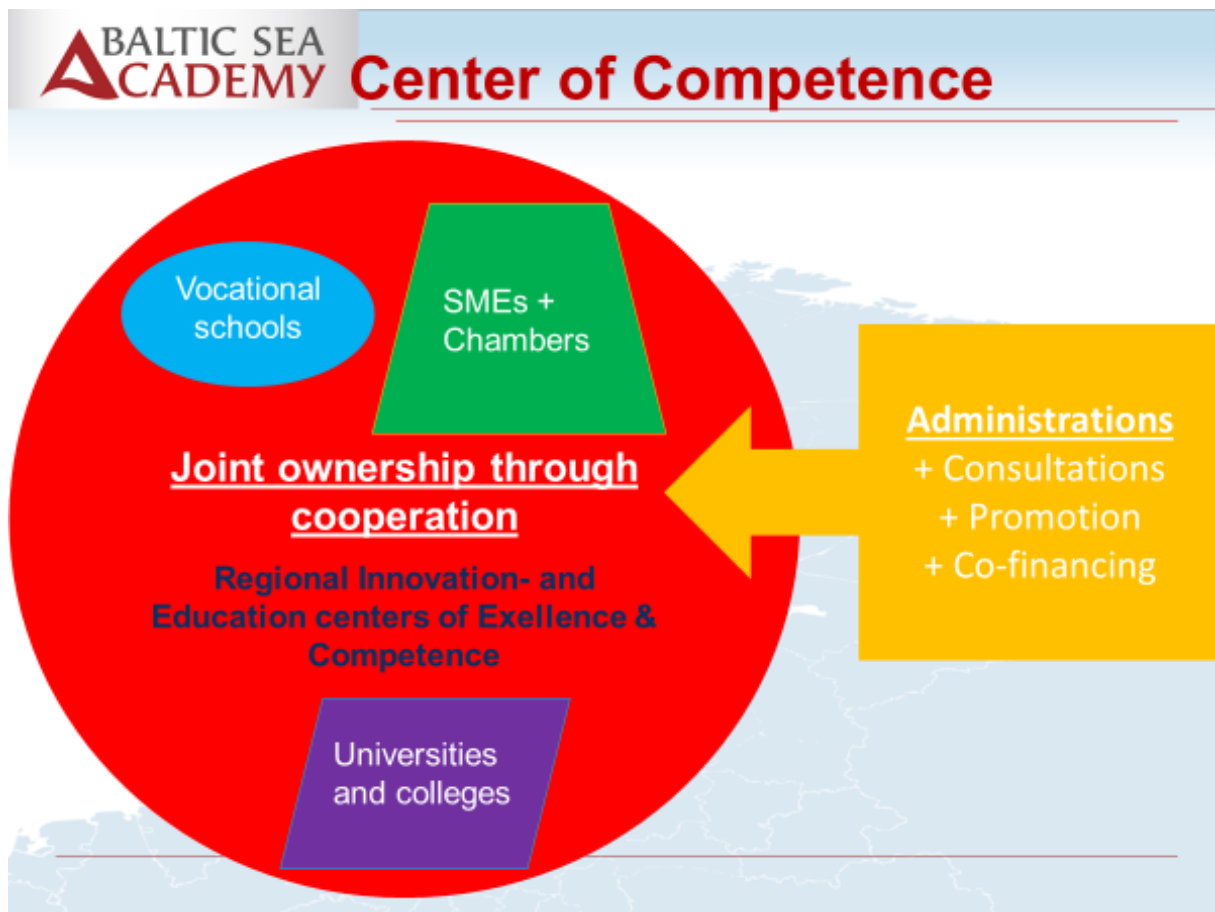 BALTIC SEA
ACADEMY
Center of Competence
Vocational
schools
SMEs +
Chambers
Joint ownership through
cooperation
Regional Innovation- and
Education centers of Exellence &
Competence
Universities
and colleges
Administrations
+ Consultations
+ Promotion
+ Co-financing